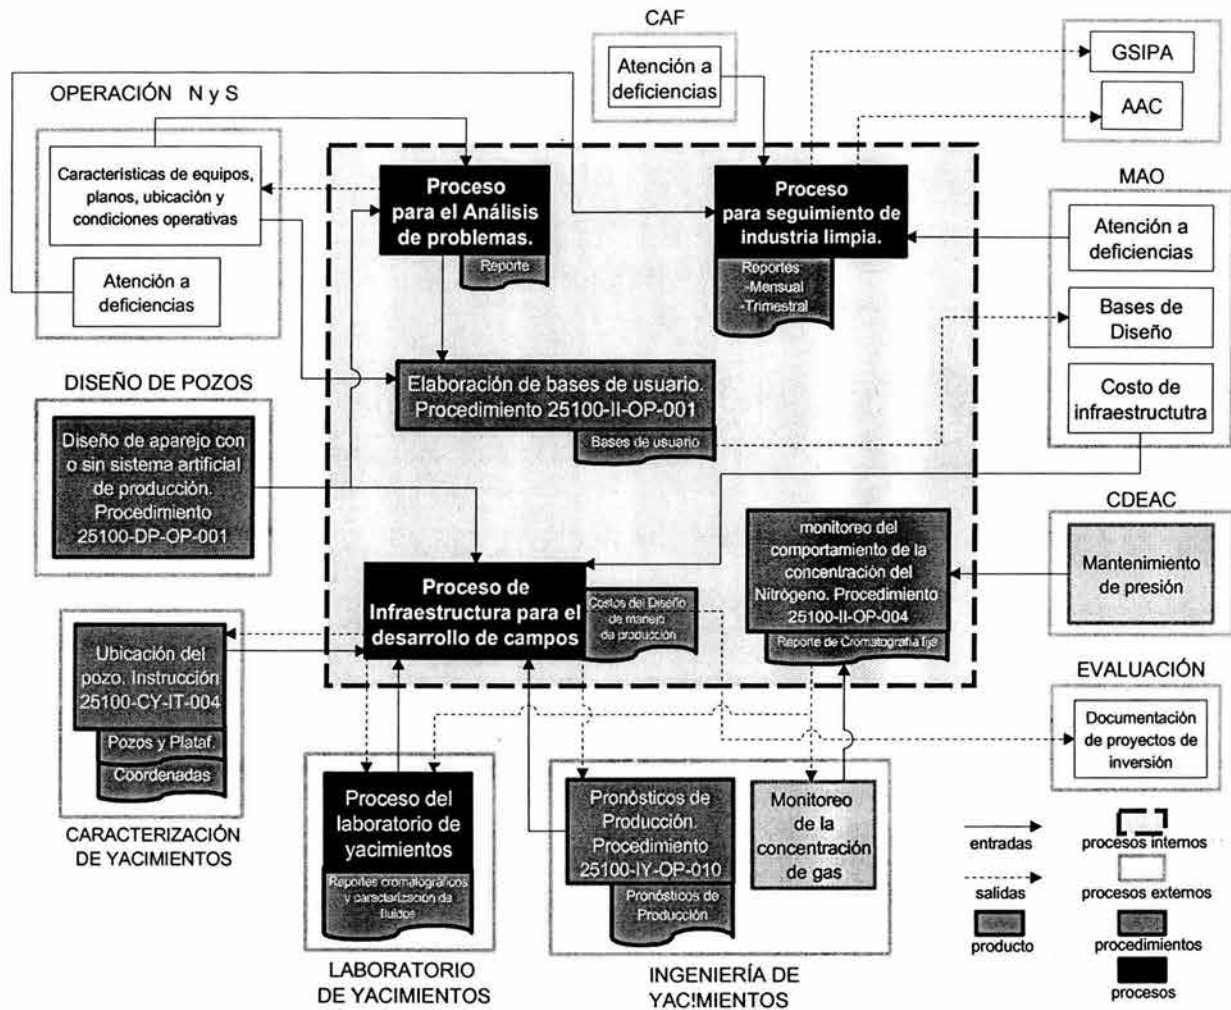 CAF
Atención a
deficiencias
GSIPA
AAC
OPERACIÓN N y S
Características de equipos,
planos, ubicación y
condiciones operativas
Atención a
deficiencias
Proceso
para el Análisis
de problemas.
Reporte
Proceso
para seguimiento de
industria limpia.
Reportes
-Mensual
-Trimestral
MAO
Atención a
deficiencias
Bases de
Diseño
Costo de
infraestructutra
Elaboración de bases de usuario.
Procedimiento 25100-II-OP-001
Bases de usuario
DISEÑO DE POZOS
Diseño de aparejo con
o sin sistema artificial
de producción.
Procedimiento
25100-DP-OP-001
CDEAC
Mantenimiento
de presión
monitoreo del
comportamiento de la
concentración del
Nitrógeno. Procedimiento
25100-II-OP-004
Reporte de Cromatografia
Proceso de
Infraestructura para el
desarrollo de campos
Costos del Diseño
de manejo
de producción
Ubicación del
pozo. Instrucción
25100-CY-IT-004
Pozos y Plataf.
Coordenadas
CARACTERIZACIÓN
DE YACIMIENTOS
EVALUACIÓN
Documentación
de proyectos de
inversión
Proceso del
laboratorio de
yacimientos
Reportes cromatográficos
y caracterización de
fluidos
LABORATORIO
DE YACIMIENTOS
Pronósticos de
Producción.
Procedimiento
25100-IY-OP-010
Pronósticos de
Producción
Monitoreo
de la
concentración
de gas
INGENIERÍA DE
YAC!MIENTOS
entradas
procesos internos
salidas
procesos externos
producto
procedimientos
procesos